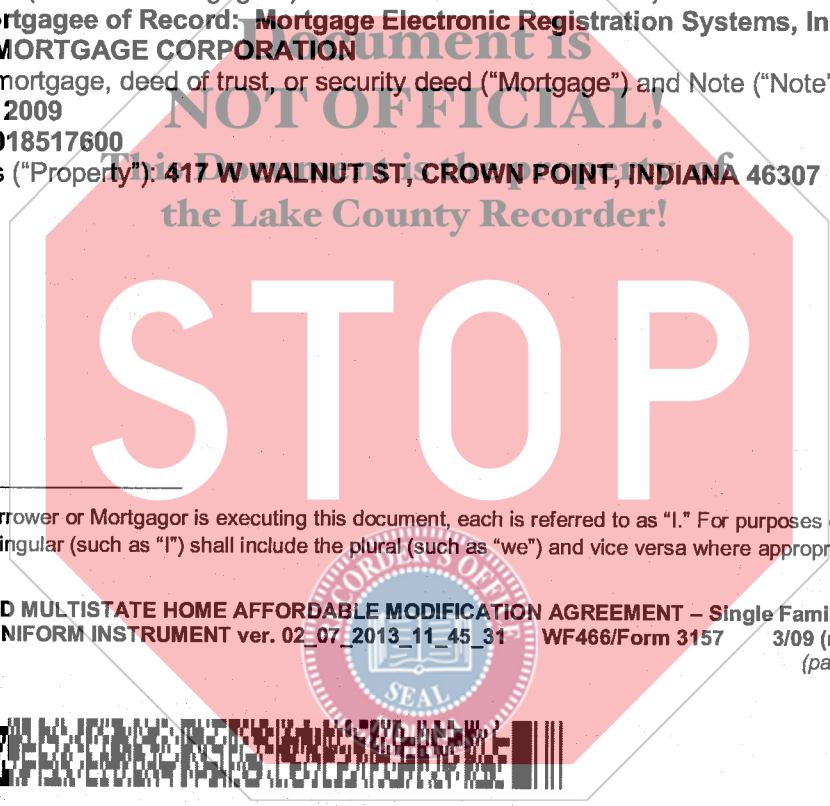 rtgagee of Record: Mortgage Electronic Registration Systems, In
MORTGAGE CORPORATION
Document is
mortgage, deed of trust, or security deed ("Mortgage") and Note ("Note"
NOT OFFICIAL!
2009
018517600
s ("Property"): 417 W WALNUT ST, CROWN POINT, INDIANA 46307
This Document is the property of
the Lake County Recorder!
STOP
rrower or Mortgagor is executing this document, each is referred to as "I." For purposes
ingular (such as "I") shall include the plural (such as "we") and vice versa where appropr
RECORDER'S OFFICE
D MULTISTATE HOME AFFORDABLE MODIFICATION AGREEMENT – Single Fami
NIFORM INSTRUMENT ver. 02_07_2013_11_45_31 WF466/Form 3157 3/09 (
(pa
SEAL